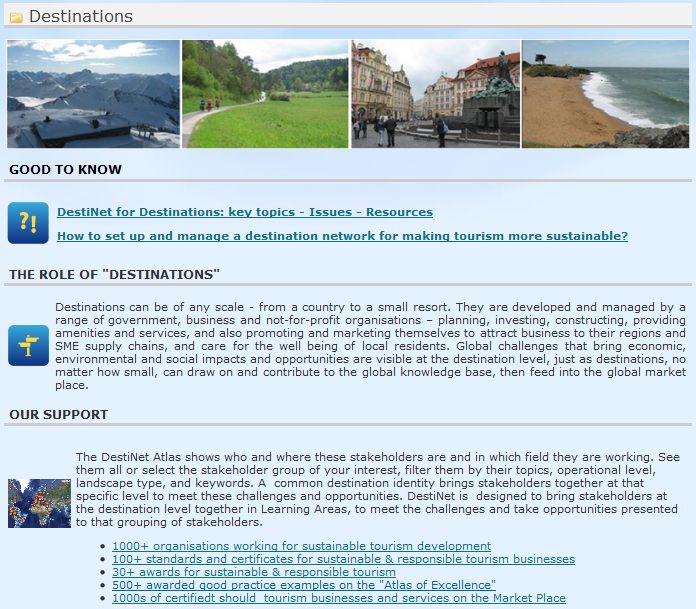 Destinations
GOOD TO KNOW
?!
DestiNet for Destinations: key topics - Issues - Resources
How to set up and manage a destination network for making tourism more sustainable?
THE ROLE OF "DESTINATIONS"
Destinations can be of any scale - from a country to a small resort. They are developed and managed by a
range of government, business and not-for-profit organisations – planning, investing, constructing, providing
amenities and services, and also promoting and marketing themselves to attract business to their regions and
SME supply chains, and care for the well being of local residents. Global challenges that bring economic,
environmental and social impacts and opportunities are visible at the destination level, just as destinations, no
matter how small, can draw on and contribute to the global knowledge base, then feed into the global market
place.
OUR SUPPORT
The DestiNet Atlas shows who and where these stakeholders are and in which field they are working. See
them all or select the stakeholder group of your interest, filter them by their topics, operational level,
landscape type, and keywords. A common destination identity brings stakeholders together at that
specific level to meet these challenges and opportunities. DestiNet is designed to bring stakeholders at
the destination level together in Learning Areas, to meet the challenges and take opportunities presented
to that grouping of stakeholders.
• 1000+ organisations working for sustainable tourism development
• 100+ standards and certificates for sustainable & responsible tourism businesses
• 30+ awards for sustainable & responsible tourism
• 500+ awarded good practice examples on the "Atlas of Excellence"
• 1000s of certifiedt should tourism businesses and services on the Market Place